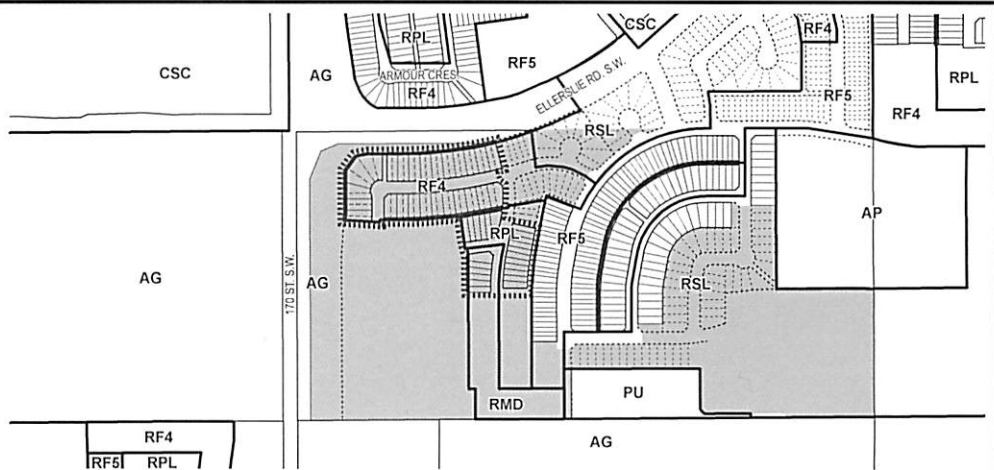 CSC
RF4
RPL
CSC
AG
RF5
RPL
ARMOUR CRES
RF4
ELLERSLIE RD. S.W.
RF5
RF4
RSL
RF4
AP
RPL
RF5
AG
170 ST. S.W.
AG
RSL
PU
RMD
RF4
AG
RF5
RPL